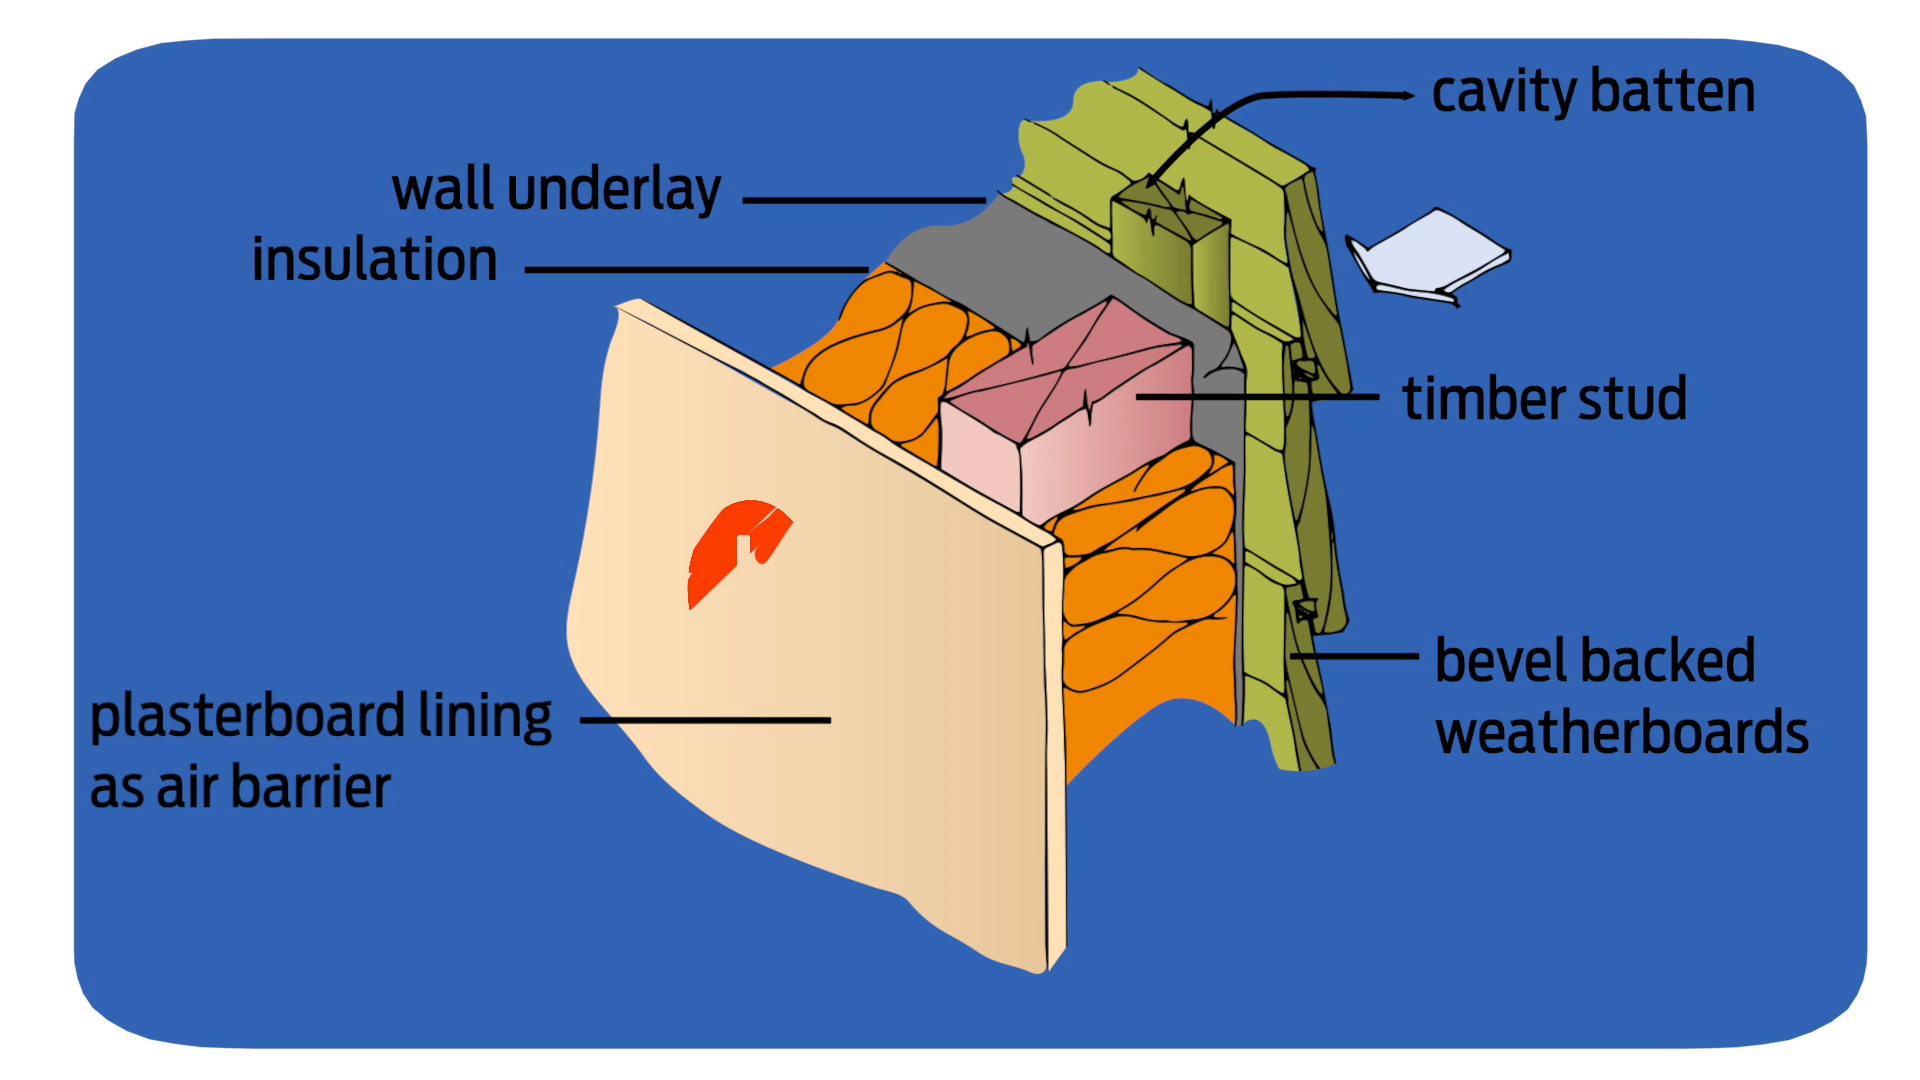 cavity batten
wall underlay
insulation
timber stud
bevel backed
weatherboards
plasterboard lining
as air barrier